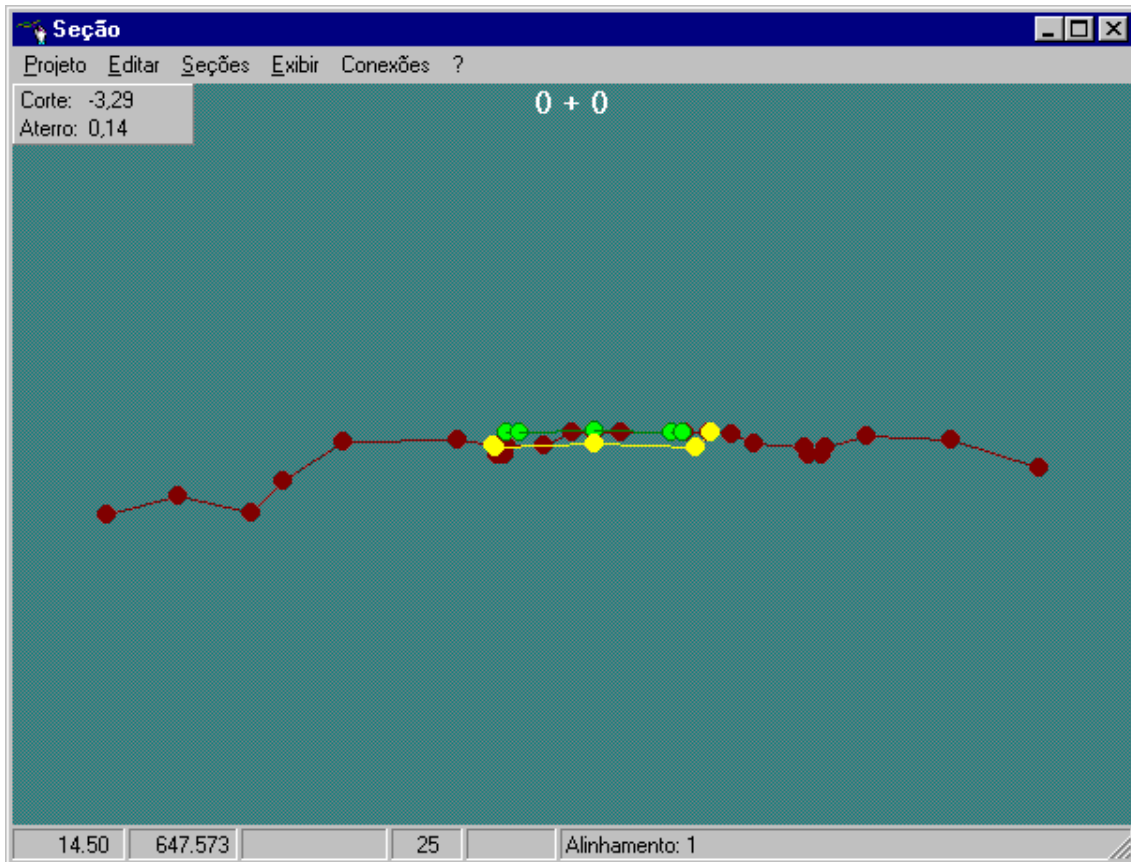 Seção
Projeto Editar Seções Exibir Conexões ?
Corte: -3,29
Aterro: 0,14
0 + 0
14.50 647.573 25 Alinhamento: 1